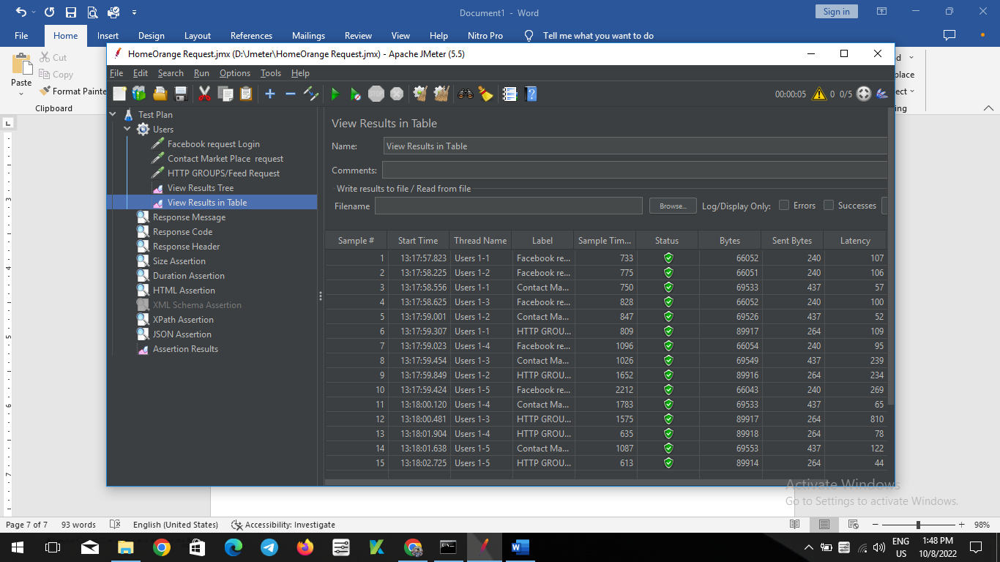 Document1 - Word
Sign in
File Home Insert Design Layout References Mailings Review View Help Nitro Pro Tell me what you want to do
Cut
Copy
Paste
Format Painte
Clipboard
HomeOrange Request.jmx (D:\Jmeter\HomeOrange Request.jmx) - Apache JMeter (5.5)
File Edit Search Run Options Tools Help
STOP
00:00:05 0 0/5
Test Plan
Users
Facebook request Login
Contact Market Place request
HTTP GROUPS/Feed Request
View Results Tree
View Results in Table
Response Message
Response Code
Response Header
Size Assertion
Duration Assertion
HTML Assertion
XML Schema Assertion
XPath Assertion
JSON Assertion
Assertion Results
View Results in Table
Name: View Results in Table
Comments:
Write results to file / Read from file
Filename Browse... Log/Display Only: Errors Successes
Sample # Start Time Thread Name Label Sample Tim... Status Bytes Sent Bytes Latency
1 13:17:57.823 Users 1-1 Facebook re... 733 66052 240 107
2 13:17:58.225 Users 1-2 Facebook re... 775 66051 240 106
3 13:17:58.556 Users 1-1 Contact Ma... 750 69533 437 57
4 13:17:58.625 Users 1-3 Facebook re... 828 66052 240 100
5 13:17:59.001 Users 1-2 Contact Ma... 847 69526 437 52
6 13:17:59.307 Users 1-1 HTTP GROU... 809 89917 264 109
7 13:17:59.023 Users 1-4 Facebook re... 1096 66054 240 95
8 13:17:59.454 Users 1-3 Contact Ma... 1026 69549 437 239
9 13:17:59.849 Users 1-2 HTTP GROU... 1652 89916 264 234
10 13:17:59.424 Users 1-5 Facebook re... 2212 66043 240 269
11 13:18:00.120 Users 1-4 Contact Ma... 1783 69533 437 65
12 13:18:00.481 Users 1-3 HTTP GROU... 1575 89917 264 810
13 13:18:01.904 Users 1-4 HTTP GROU... 635 89918 264 78
14 13:18:01.638 Users 1-5 Contact Ma... 1087 69553 437 122
15 13:18:02.725 Users 1-5 HTTP GROU... 613 89914 264 44
d
place
ect
ing
3
4
5
6
7
Activate Windows
Go to Settings to activate Windows.
Page 7 of 7 93 words English (United States) Accessibility: Investigate 98%
ENG 1:48 PM
US 10/8/2022